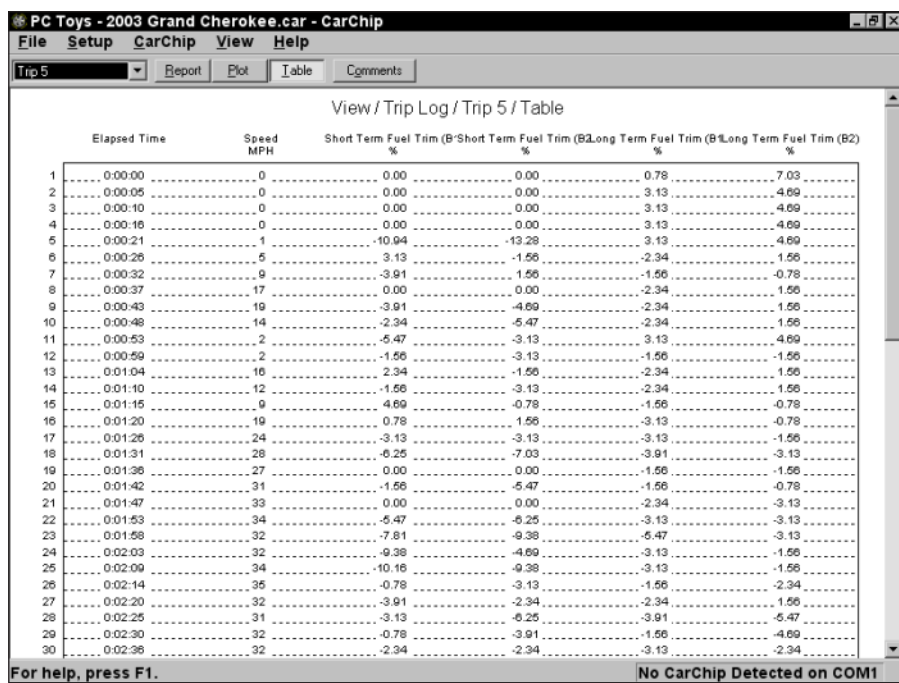 PC Toys - 2003 Grand Cherokee.car - CarChip
File Setup CarChip View Help
Trip 5 Report Plot Table Comments
View / Trip Log / Trip 5 / Table
Elapsed Time Speed Short Term Fuel Trim (B1 Short Term Fuel Trim (B2 Long Term Fuel Trim (B1 Long Term Fuel Trim (B2)
MPH % % % %
1 0:00:00 0 0.00 0.00 0.78 7.03
2 0:00:05 0 0.00 0.00 3.13 4.69
3 0:00:10 0 0.00 0.00 3.13 4.69
4 0:00:16 0 0.00 0.00 3.13 4.69
5 0:00:21 1 -10.94 -13.28 3.13 4.69
6 0:00:26 5 3.13 -1.56 -2.34 1.56
7 0:00:32 9 -3.91 1.56 -1.56 -0.78
8 0:00:37 17 0.00 0.00 -2.34 1.56
9 0:00:43 19 -3.91 -4.69 -2.34 1.56
10 0:00:48 14 -2.34 -5.47 -2.34 1.56
11 0:00:53 2 -5.47 -3.13 3.13 4.69
12 0:00:59 2 -1.56 -3.13 -1.56 -1.56
13 0:01:04 16 2.34 -1.56 -2.34 1.56
14 0:01:10 12 -1.56 -3.13 -2.34 1.56
15 0:01:15 9 4.69 -0.78 -1.56 -0.78
16 0:01:20 19 0.78 1.56 -3.13 -0.78
17 0:01:26 24 -3.13 -3.13 -3.13 -1.56
18 0:01:31 28 -6.25 -7.03 -3.91 -3.13
19 0:01:36 27 0.00 0.00 -1.56 -1.56
20 0:01:42 31 -1.56 -5.47 -1.56 -0.78
21 0:01:47 33 0.00 0.00 -2.34 -3.13
22 0:01:53 34 -5.47 -6.25 -3.13 -3.13
23 0:01:58 32 -7.81 -9.38 -5.47 -3.13
24 0:02:03 32 -9.38 -4.69 -3.13 -1.56
25 0:02:09 34 -10.16 -9.38 -3.13 -1.56
26 0:02:14 35 -0.78 -3.13 -1.56 -2.34
27 0:02:20 32 -3.91 -2.34 -2.34 1.56
28 0:02:25 31 -3.13 -6.25 -3.91 -5.47
29 0:02:30 32 -0.78 -3.91 -1.56 -4.69
30 0:02:36 32 -2.34 -2.34 -3.13 -2.34
For help, press F1. No CarChip Detected on COM1